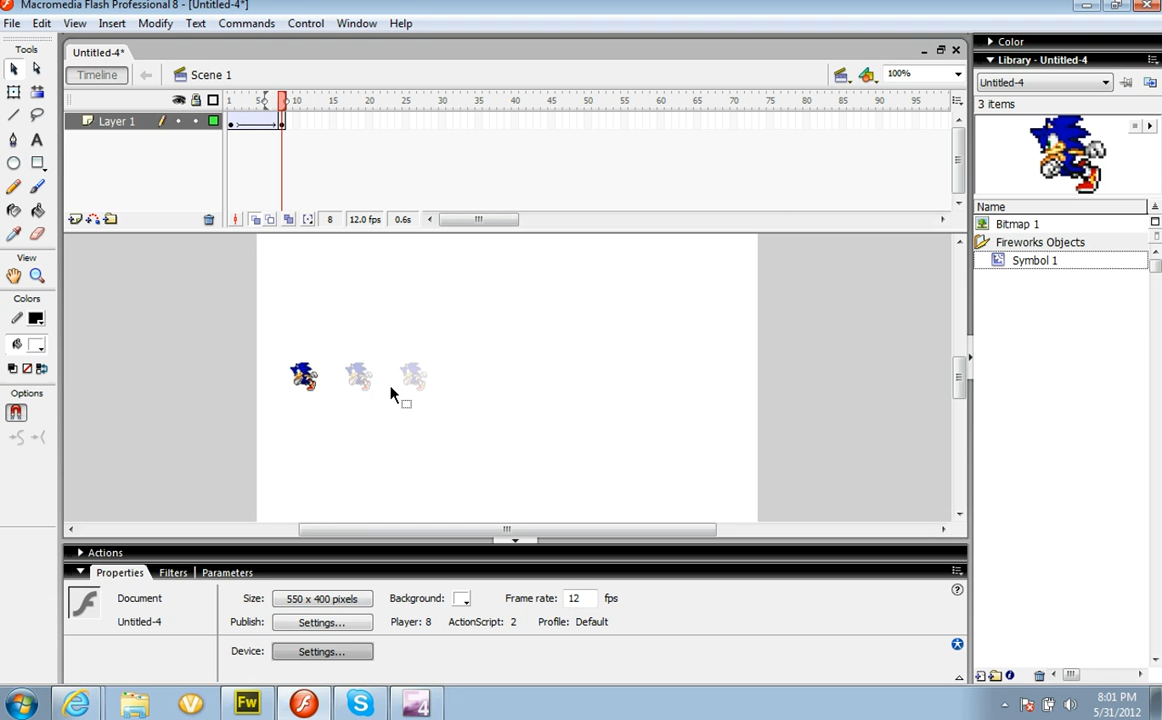 Macromedia Flash Professional 8 - [Untitled-4*]
File Edit View Insert Modify Text Commands Control Window Help
Tools
View
Colors
Options
Untitled-4*
Timeline Scene 1 100%
1 5 10 15 20 25 30 35 40 45 50 55 60 65 70 75 80 85 90 95
Layer 1
8 12.0 fps 0.6s
Actions
Properties Filters Parameters
Document Size: 550 x 400 pixels Background: Frame rate: 12 fps
Untitled-4 Publish: Settings... Player: 8 ActionScript: 2 Profile: Default
Device: Settings...
Color
Library - Untitled-4
Untitled-4
3 items
Name
Bitmap 1
Fireworks Objects
Symbol 1
Fw
4
8:01 PM
5/31/2012